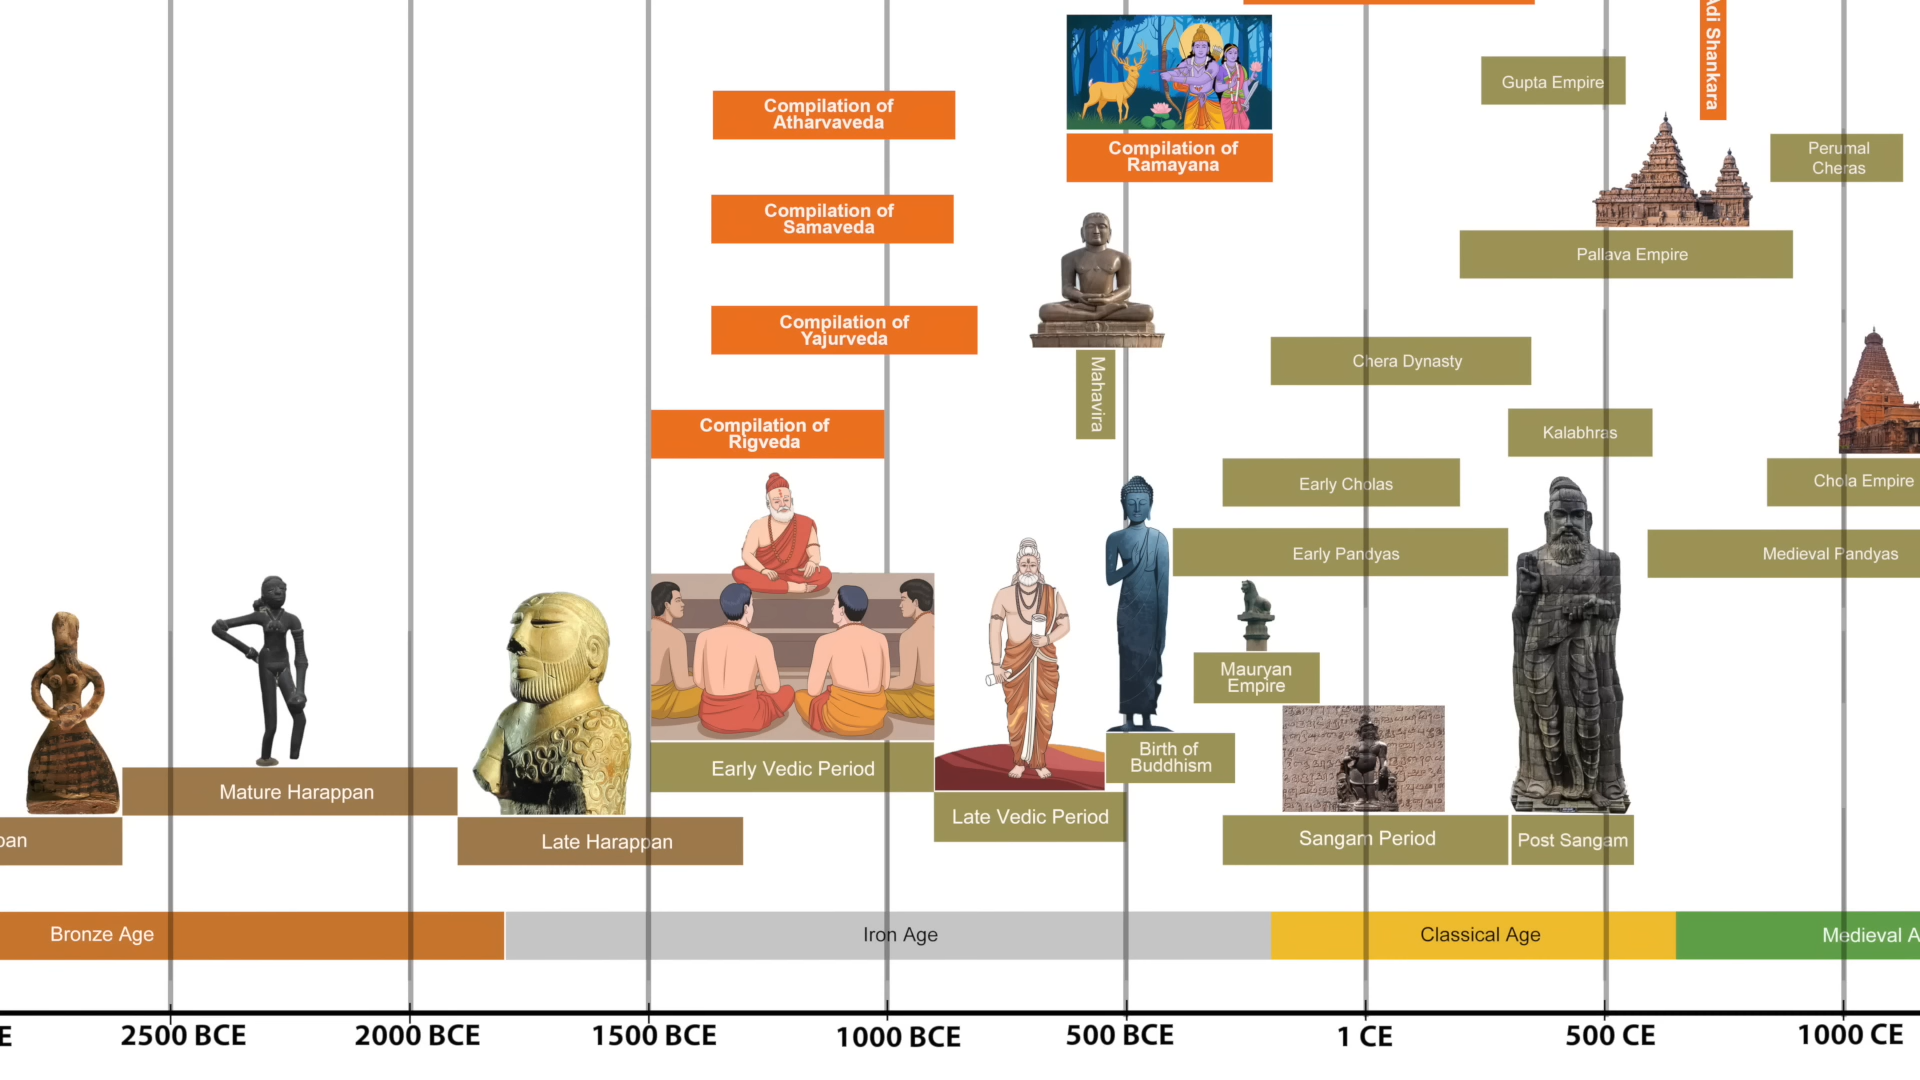 Adi Shankara
Gupta Empire
Compilation of
Atharvaveda
Compilation of
Ramayana
Perumal
Cheras
Compilation of
Samaveda
Pallava Empire
Compilation of
Yajurveda
Mahavira
Chera Dynasty
Compilation of
Rigveda
Kalabhras
Early Cholas
Chola Empire
Early Pandyas
Medieval Pandyas
Mauryan
Empire
Birth of
Buddhism
Early Vedic Period
Mature Harappan
Late Vedic Period
pan
Late Harappan
Sangam Period
Post Sangam
Bronze Age
Iron Age
Classical Age
Medieval A
E
2500 BCE
2000 BCE
1500 BCE
1000 BCE
500 BCE
1 CE
500 CE
1000 CE